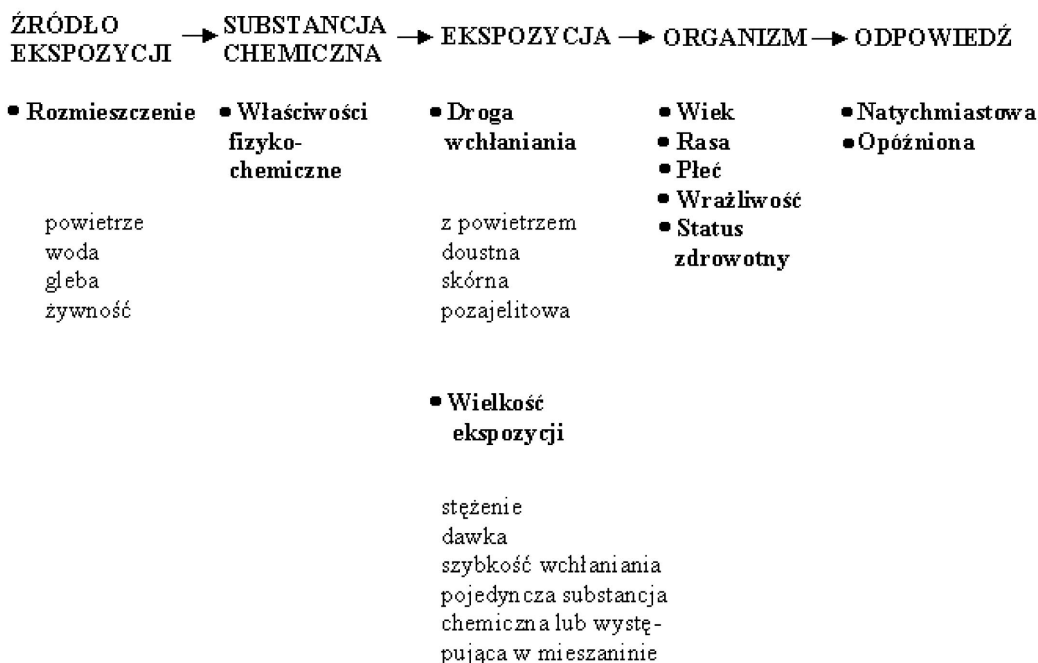 ŹRÓDŁO EKSPOZYCJI → SUBSTANCJA CHEMICZNA → EKSPOZYCJA → ORGANIZM → ODPOWIEDŹ
• Rozmieszczenie
powietrze
woda
gleba
żywność
• Właściwości
fizyko-
chemiczne
• Droga
wchłaniania
z powietrzem
doustna
skórna
pozajelitowa
• Wielkość
ekspozycji
stężenie
dawka
szybkość wchłaniania
pojedyncza substancja
chemiczna lub wystę-
pująca w mieszaninie
• Wiek
• Rasa
• Płeć
• Wrażliwość
• Status
zdrowotny
• Natychmiastowa
• Opóźniona